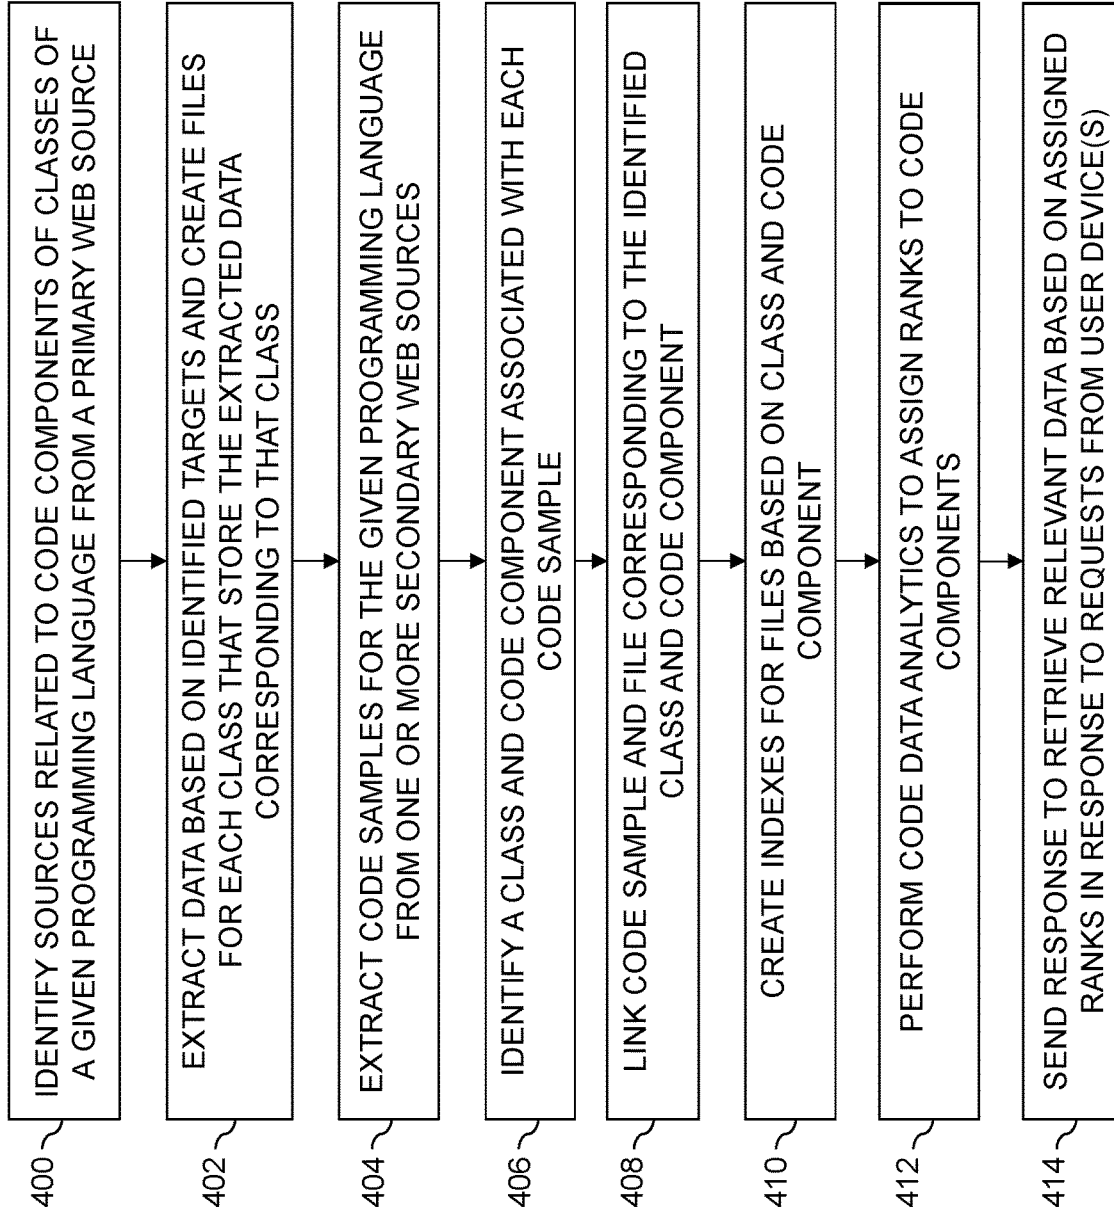 400
IDENTIFY SOURCES RELATED TO CODE COMPONENTS OF CLASSES OF
A GIVEN PROGRAMMING LANGUAGE FROM A PRIMARY WEB SOURCE
402
EXTRACT DATA BASED ON IDENTIFIED TARGETS AND CREATE FILES
FOR EACH CLASS THAT STORE THE EXTRACTED DATA
CORRESPONDING TO THAT CLASS
404
EXTRACT CODE SAMPLES FOR THE GIVEN PROGRAMMING LANGUAGE
FROM ONE OR MORE SECONDARY WEB SOURCES
406
IDENTIFY A CLASS AND CODE COMPONENT ASSOCIATED WITH EACH
CODE SAMPLE
408
LINK CODE SAMPLE AND FILE CORRESPONDING TO THE IDENTIFIED
CLASS AND CODE COMPONENT
410
CREATE INDEXES FOR FILES BASED ON CLASS AND CODE
COMPONENT
412
PERFORM CODE DATA ANALYTICS TO ASSIGN RANKS TO CODE
COMPONENTS
414
SEND RESPONSE TO RETRIEVE RELEVANT DATA BASED ON ASSIGNED
RANKS IN RESPONSE TO REQUESTS FROM USER DEVICE(S)